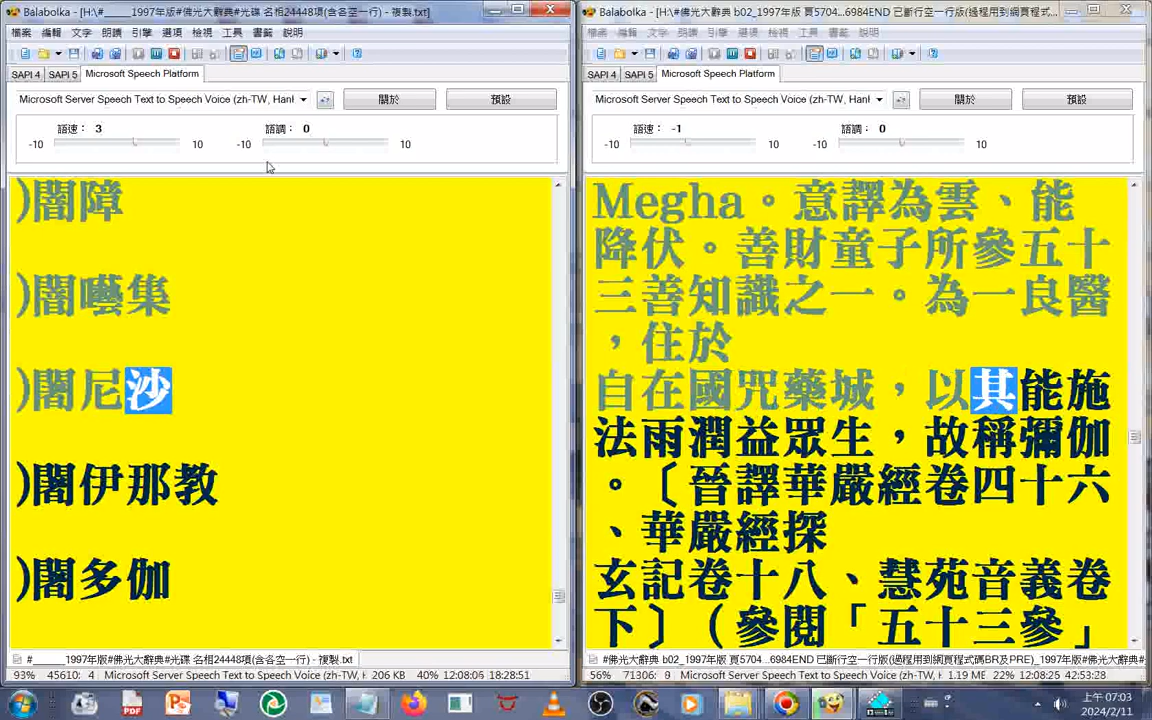 Balabolka - [H:\#_____1997年版#佛光大辭典#光碟 名相24448項(含各空一行) - 複製.txt]
檔案 編輯 文字 朗讀 引擎 選項 檢視 工具 書籤 說明
SAPI 4 SAPI 5 Microsoft Speech Platform
Microsoft Server Speech Text to Speech Voice (zh-TW, Han
關於 預設
語速： 3 語調： 0
-10 10 -10 10
)闍障
)闍囈集
)闍尼沙
)闍伊那教
)闍多伽
#_____1997年版#佛光大辭典#光碟 名相24448項(含各空一行) - 複製.txt
93% 45610: 4 Microsoft Server Speech Text to Speech Voice (zh-TW, H 206 KB 40% 12:08:06 18:28:51
Balabolka - [H:\#佛光大辭典 b02_1997年版 頁5704...6984END 已斷行空一行版(過程用到網頁程式...
檔案 編輯 文字 朗讀 引擎 選項 檢視 工具 書籤 說明
SAPI 4 SAPI 5 Microsoft Speech Platform
Microsoft Server Speech Text to Speech Voice (zh-TW, Han
關於 預設
語速： -1 語調： 0
-10 10 -10 10
Megha。意譯為雲、能
降伏。善財童子所參五十
三善知識之一。為一良醫
，住於
自在國咒藥城，以其能施
法雨潤益眾生，故稱彌伽
。〔晉譯華嚴經卷四十六
、華嚴經探
玄記卷十八、慧苑音義卷
下〕（參閱「五十三參」
#佛光大辭典 b02_1997年版 頁5704...6984END 已斷行空一行版(過程用到網頁程式碼BR及PRE)_1997年版#佛光大辭典#
56% 71306: 9 Microsoft Server Speech Text to Speech Voice (zh-TW, 1.19 ME 22% 12:08:25 42:53:28
上午 07:03
2024/2/11